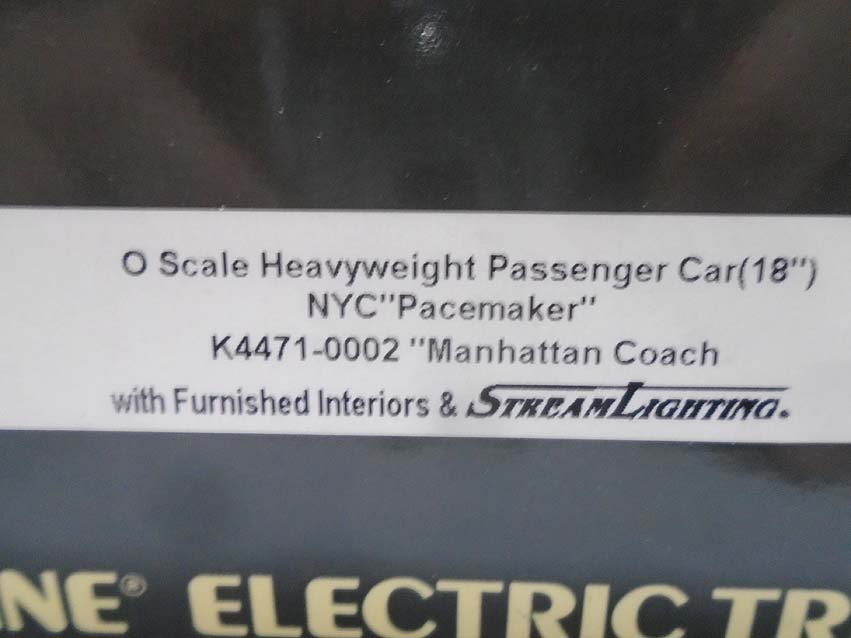 O Scale Heavyweight Passenger Car(18")
NYC"Pacemaker"
K4471-0002 "Manhattan Coach
with Furnished Interiors & STREAMLIGHTING.
NE® ELECTRIC TR